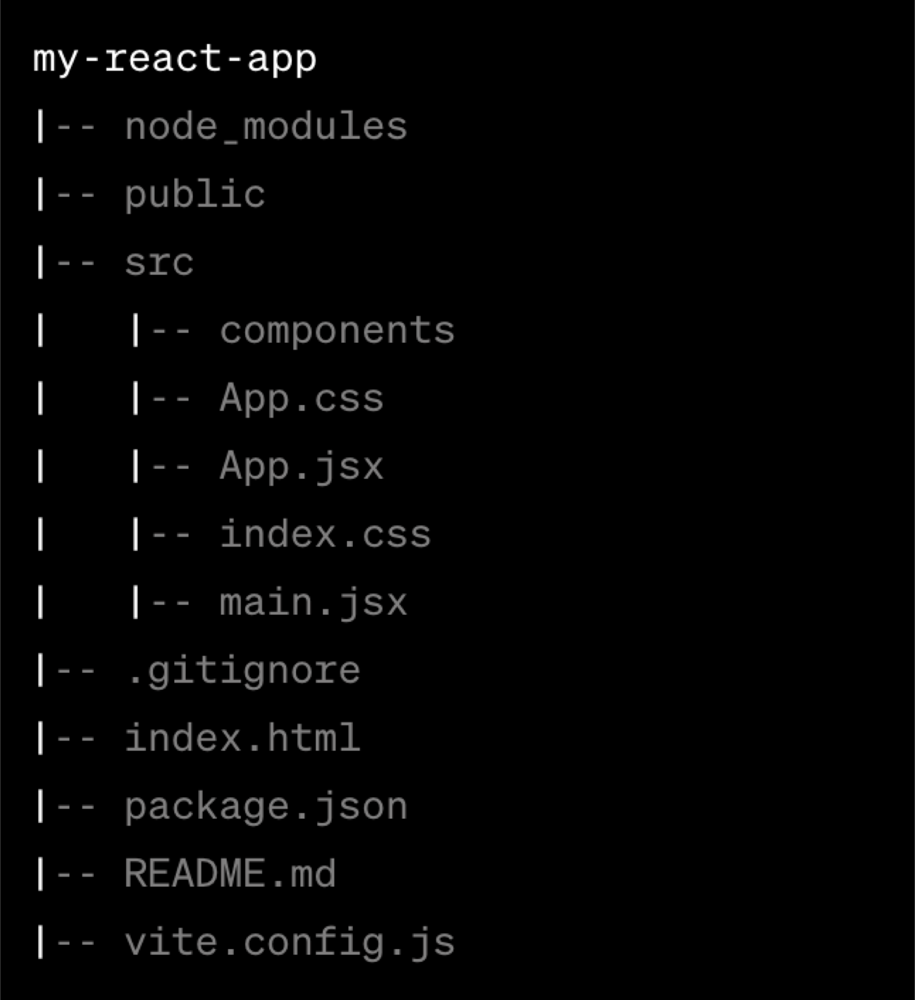 my-react-app
|-- node_modules
|-- public
|-- src
|   |-- components
|   |-- App.css
|   |-- App.jsx
|   |-- index.css
|   |-- main.jsx
|-- .gitignore
|-- index.html
|-- package.json
|-- README.md
|-- vite.config.js